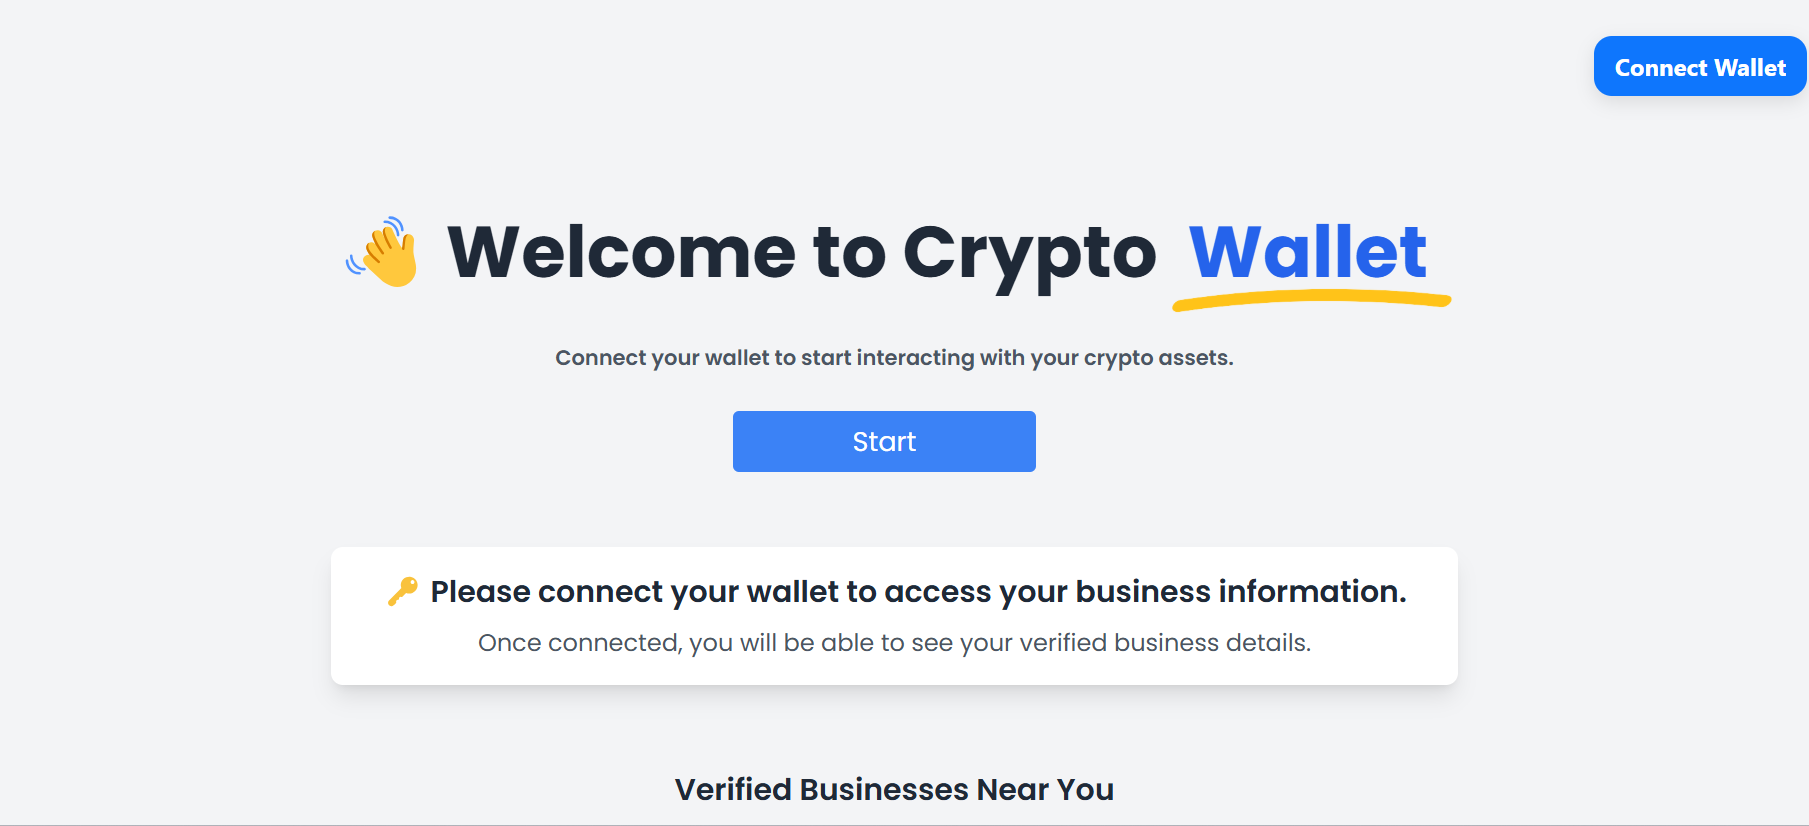 Connect Wallet
Welcome to Crypto Wallet
Connect your wallet to start interacting with your crypto assets.
Start
Please connect your wallet to access your business information.
Once connected, you will be able to see your verified business details.
Verified Businesses Near You